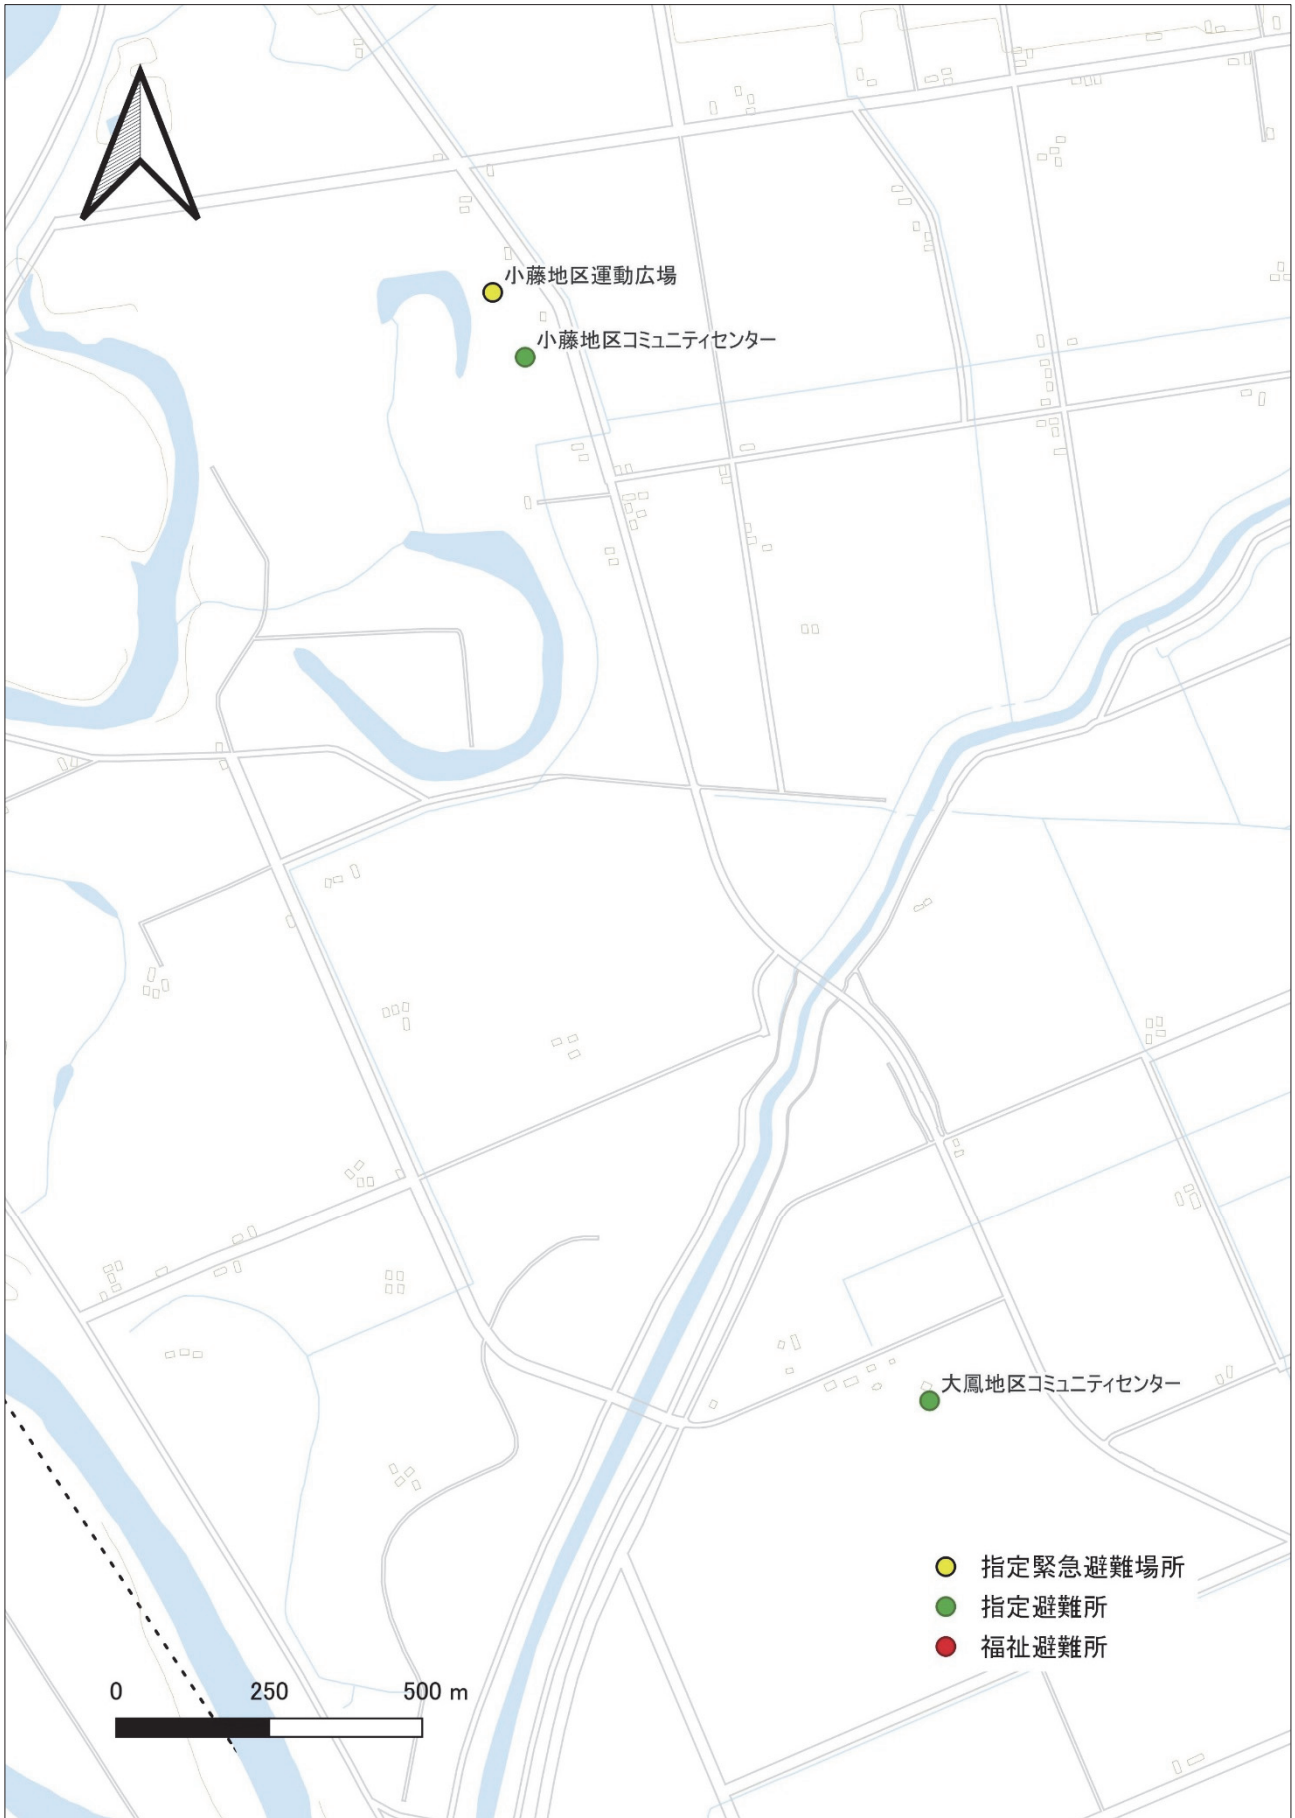 小藤地区運動広場
小藤地区コミュニティセンター
大鳳地区コミュニティセンター
指定緊急避難場所
指定避難所
福祉避難所
0 250 500 m